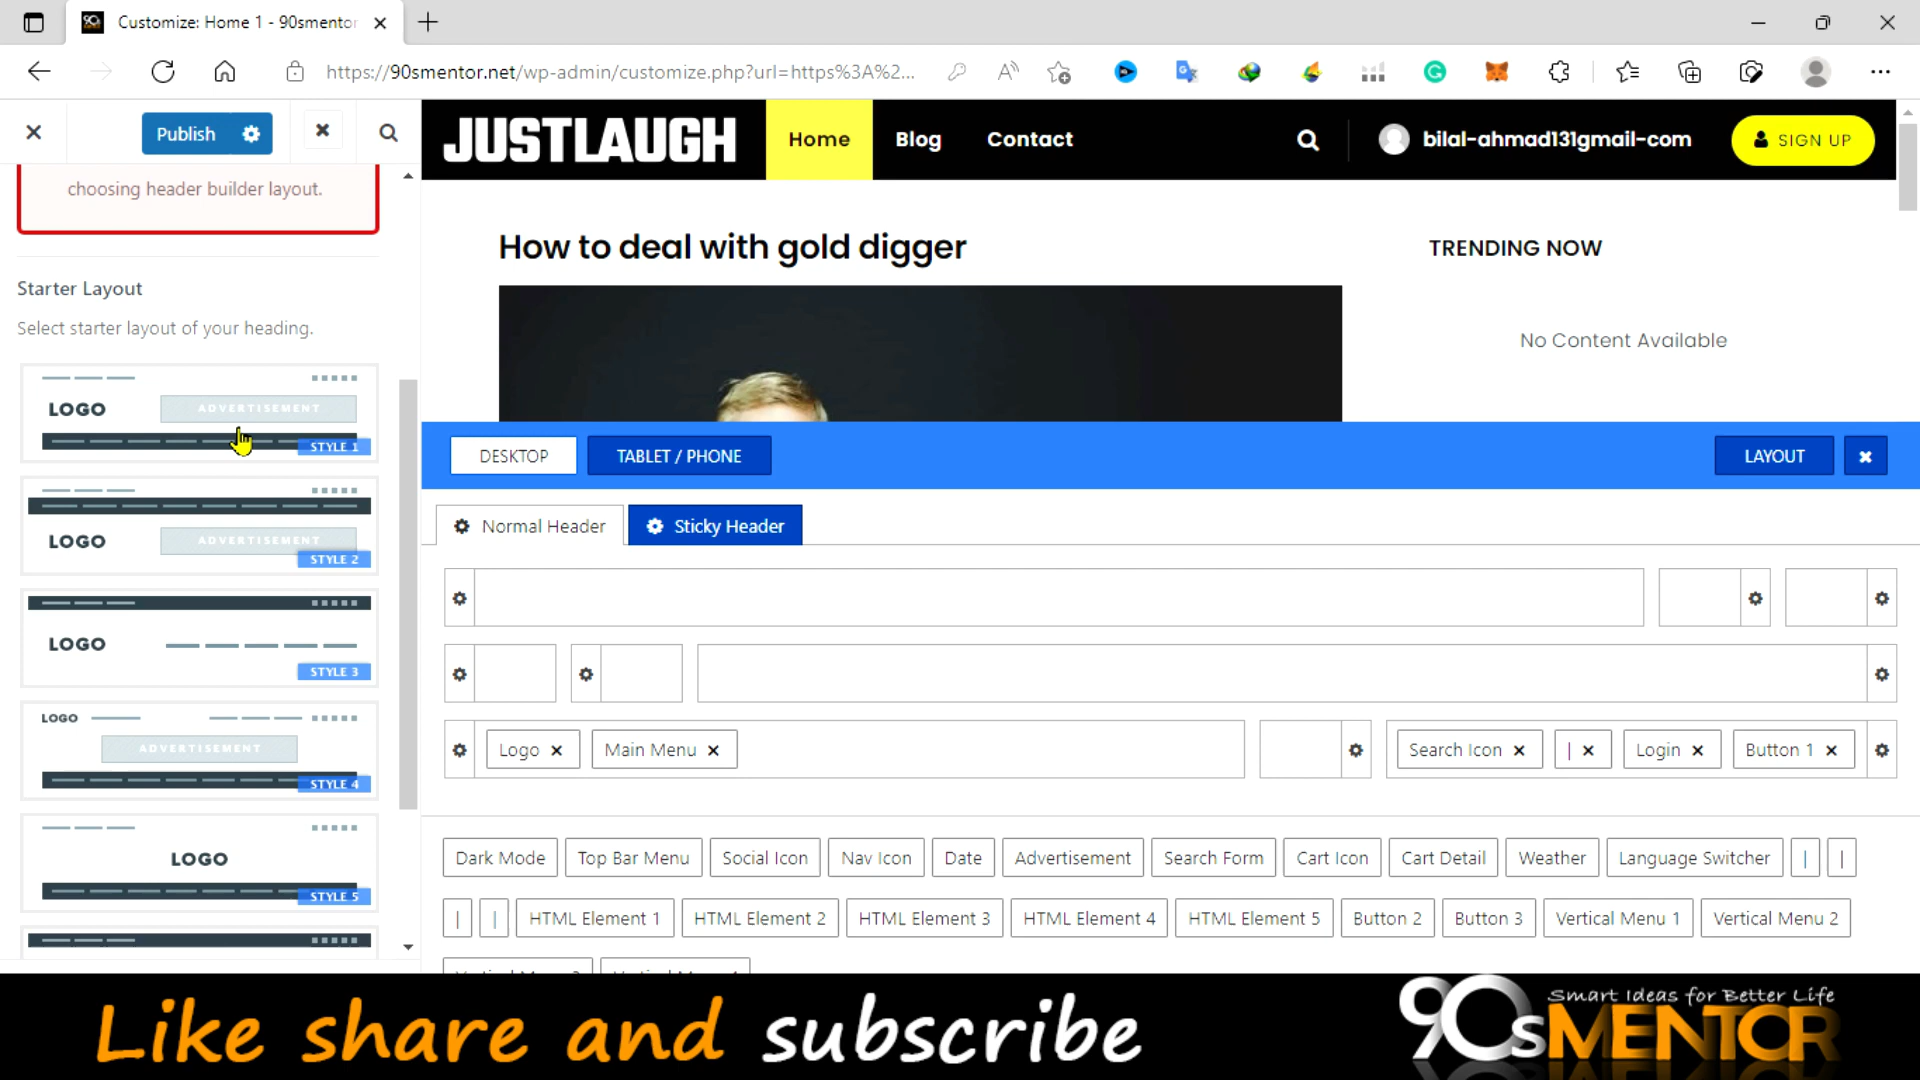 Customize: Home 1 - 90smentor
https://90smentor.net/wp-admin/customize.php?url=https%3A%2...
Publish
JUSTLAUGH
Home
Blog
Contact
bilal-ahmad131gmail-com
SIGN UP
choosing header builder layout.
Starter Layout
Select starter layout of your heading.
LOGO
ADVERTISEMENT
STYLE 1
LOGO
ADVERTISEMENT
STYLE 2
LOGO
STYLE 3
LOGO
ADVERTISEMENT
STYLE 4
LOGO
STYLE 5
How to deal with gold digger
TRENDING NOW
No Content Available
DESKTOP
TABLET / PHONE
LAYOUT
Normal Header
Sticky Header
Logo
Main Menu
Search Icon
|
Login
Button 1
Dark Mode
Top Bar Menu
Social Icon
Nav Icon
Date
Advertisement
Search Form
Cart Icon
Cart Detail
Weather
Language Switcher
|
|
|
|
HTML Element 1
HTML Element 2
HTML Element 3
HTML Element 4
HTML Element 5
Button 2
Button 3
Vertical Menu 1
Vertical Menu 2
Like share and subscribe
Smart Ideas for Better Life
90sMENTOR